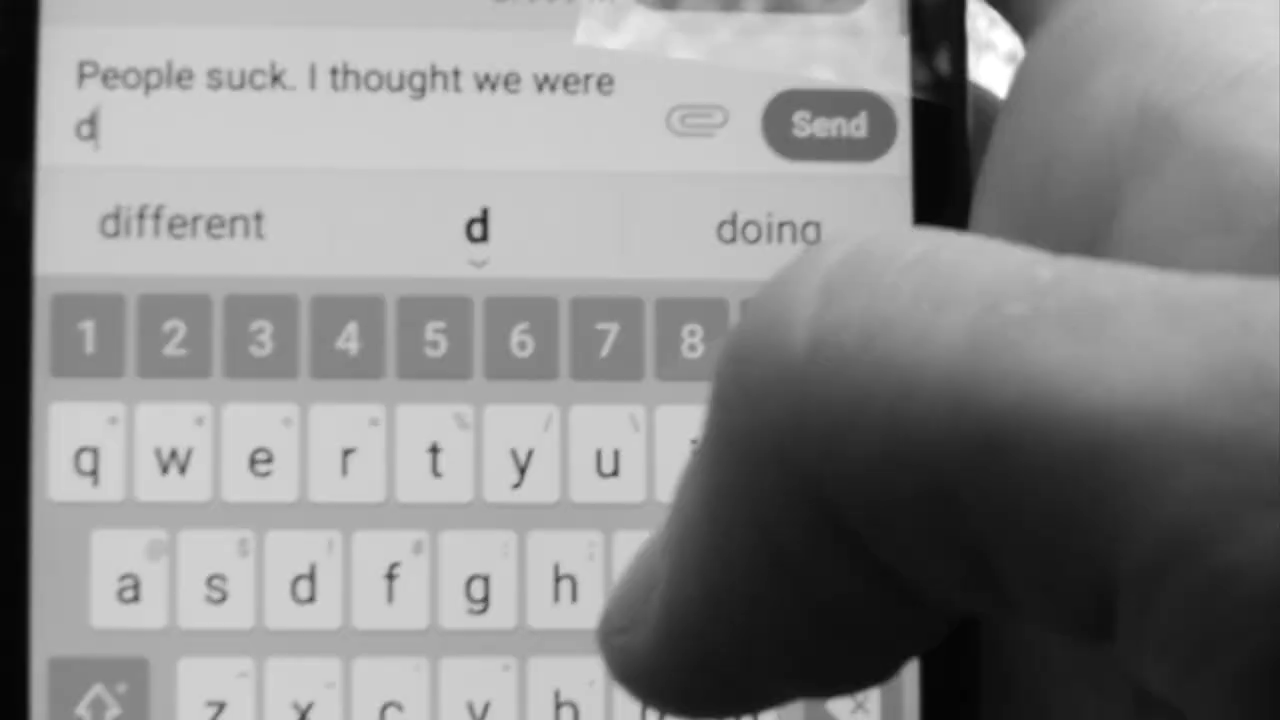 People suck. I thought we were
d
Send
different d doing
1 2 3 4 5 6 7 8
q w e r t y u
a s d f g h
z x c v b